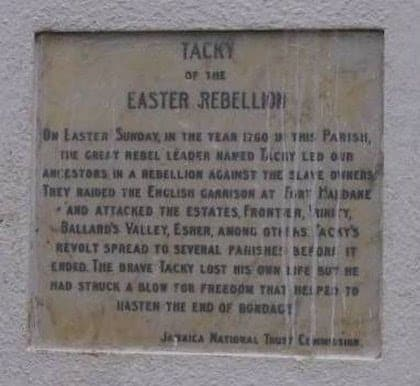 TACKY
OF THE
EASTER REBELLION
ON EASTER SUNDAY, IN THE YEAR 1760 IN THIS PARISH,
THE GREAT REBEL LEADER NAMED TACKY LED OUR
ANCESTORS IN A REBELLION AGAINST THE SLAVE OWNERS
THEY RAIDED THE ENGLISH GARRISON AT FORT HALDANE
AND ATTACKED THE ESTATES, FRONTIER, TRINITY,
BALLARD'S VALLEY, ESHER, AMONG OTHERS. TACKY'S
REVOLT SPREAD TO SEVERAL PARISHES BEFORE IT
ENDED. THE BRAVE TACKY LOST HIS OWN LIFE BUT HE
HAD STRUCK A BLOW FOR FREEDOM THAT HELPED TO
HASTEN THE END OF BONDAGE
JAMAICA NATIONAL TRUST COMMISSION.